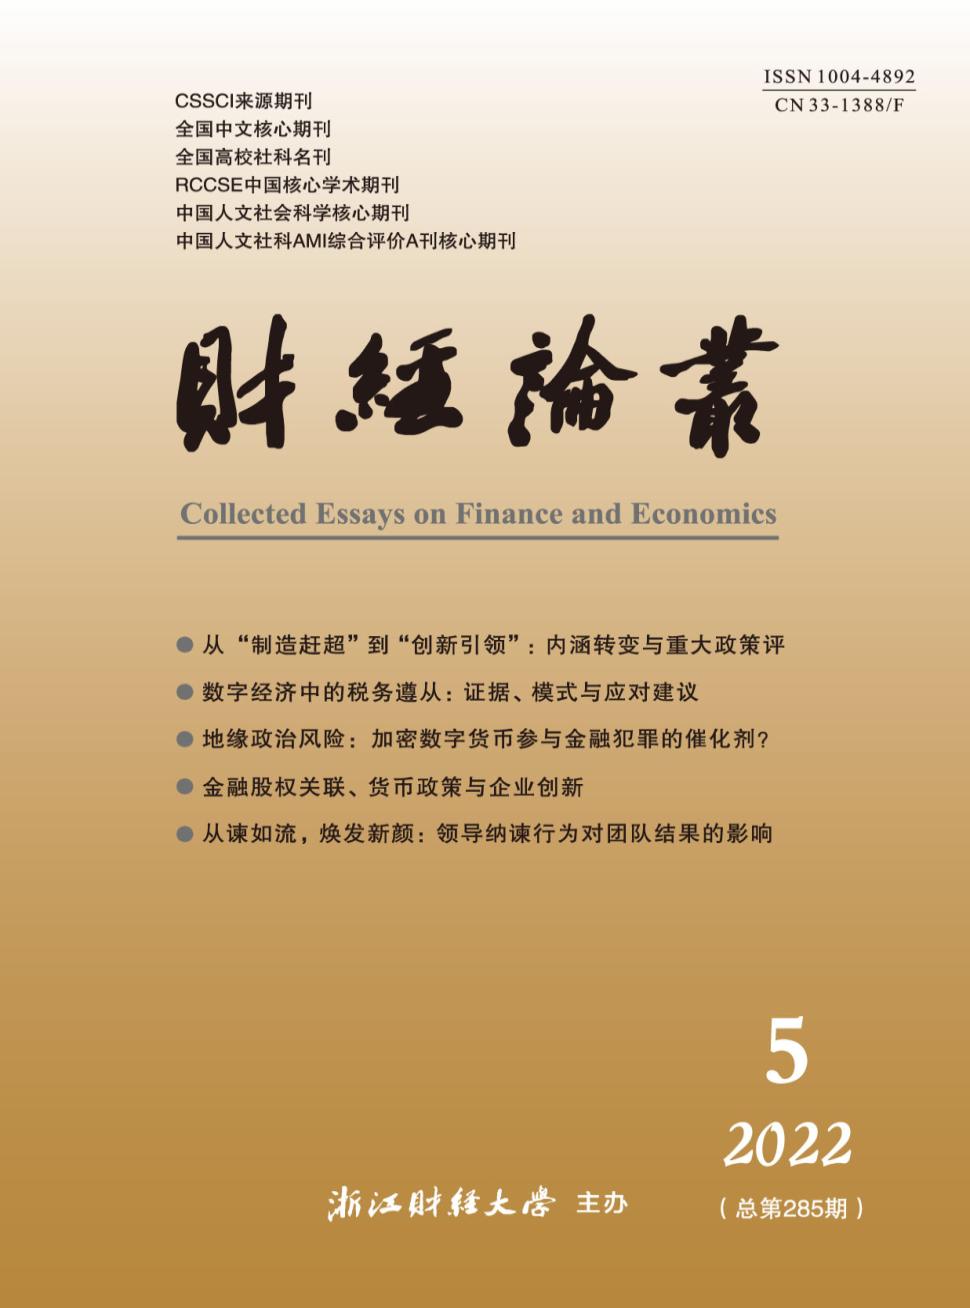 ISSN 1004-4892
CN 33-1388/F
CSSCI来源期刊
全国中文核心期刊
全国高校社科名刊
RCCSE中国核心学术期刊
中国人文社会科学核心期刊
中国人文社科AMI综合评价A刊核心期刊
財經論叢
Collected Essays on Finance and Economics
● 从“制造赶超”到“创新引领”：内涵转变与重大政策评
● 数字经济中的税务遵从：证据、模式与应对建议
● 地缘政治风险：加密数字货币参与金融犯罪的催化剂？
● 金融股权关联、货币政策与企业创新
● 从谏如流，焕发新颜：领导纳谏行为对团队结果的影响
5
2022
（总第285期）
浙江财经大学 主办